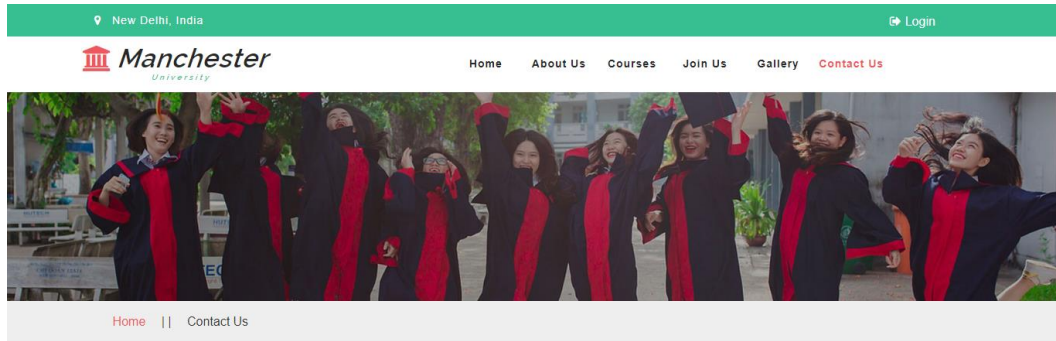 New Delhi, India
Login
Manchester
University
Home About Us Courses Join Us Gallery Contact Us
Home || Contact Us